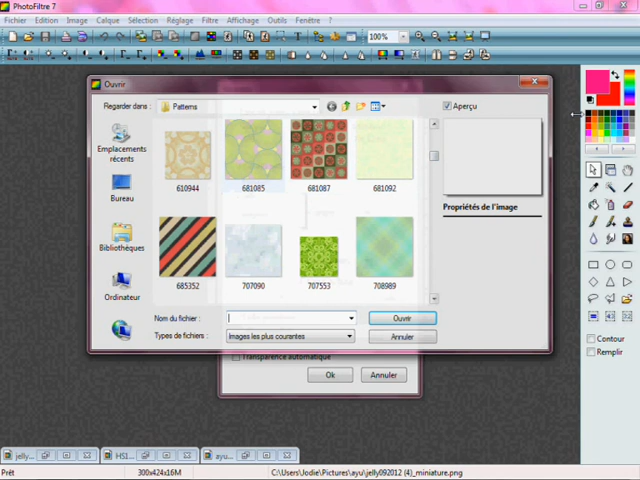 PhotoFiltre 7
Fichier Edition Image Calque Sélection Réglage Filtre Affichage Outils Fenêtre ?
100%
Ouvrir
Regarder dans : Patterns
Aperçu
Emplacements récents
Bureau
Bibliothèques
Ordinateur
610944 681085 681087 681092
685352 707090 707553 708989
Propriétés de l'image
Nom du fichier : Ouvrir
Types de fichiers : Images les plus courantes Annuler
Transparence automatique
Ok Annuler
Contour
Remplir
jelly... HS1 ayu...
Prêt 300x424x16M C:\Users\Jodie\Pictures\ayu\jelly092012 (4)_miniature.png